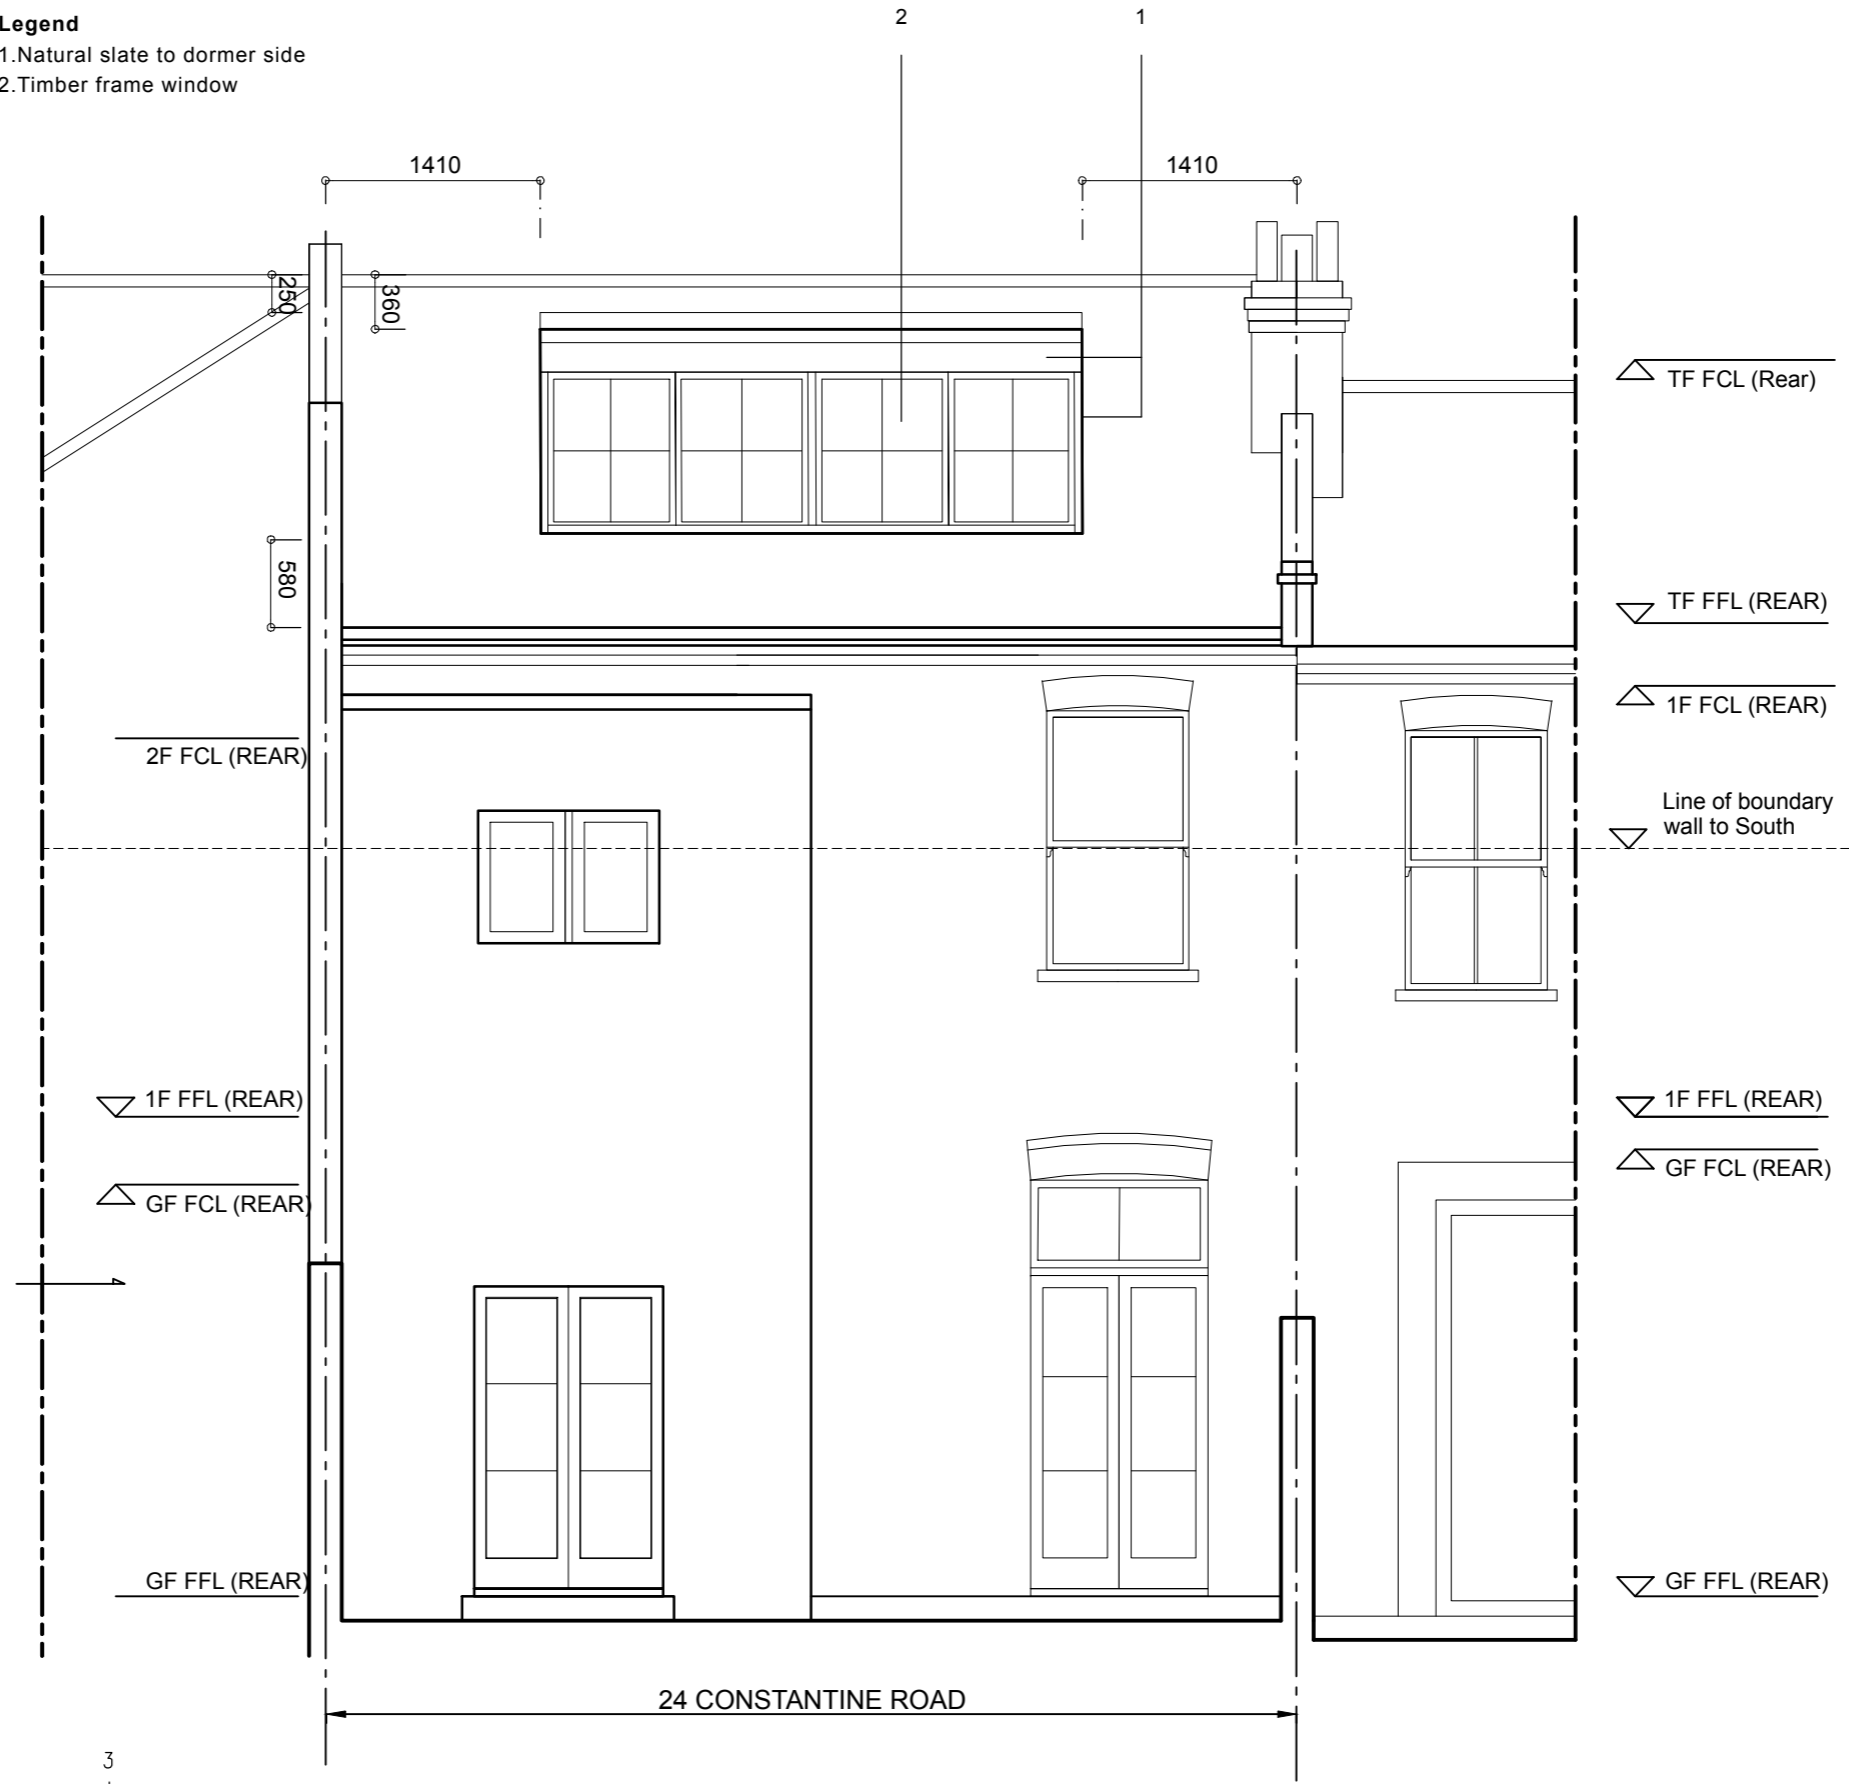 Legend
1.Natural slate to dormer side
2.Timber frame window
2
1
1410
1410
250
360
TF FCL (Rear)
580
TF FFL (REAR)
1F FCL (REAR)
2F FCL (REAR)
Line of boundary
wall to South
1F FFL (REAR)
1F FFL (REAR)
GF FCL (REAR)
GF FCL (REAR)
GF FFL (REAR)
GF FFL (REAR)
24 CONSTANTINE ROAD
3